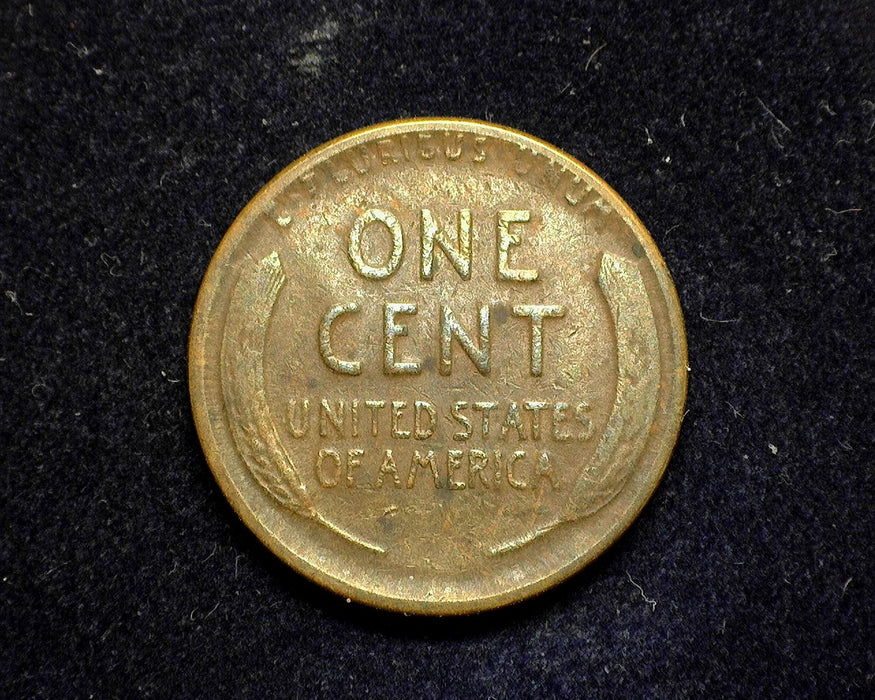 E PLURIBUS UNUM
ONE
CENT
UNITED STATES
OF AMERICA